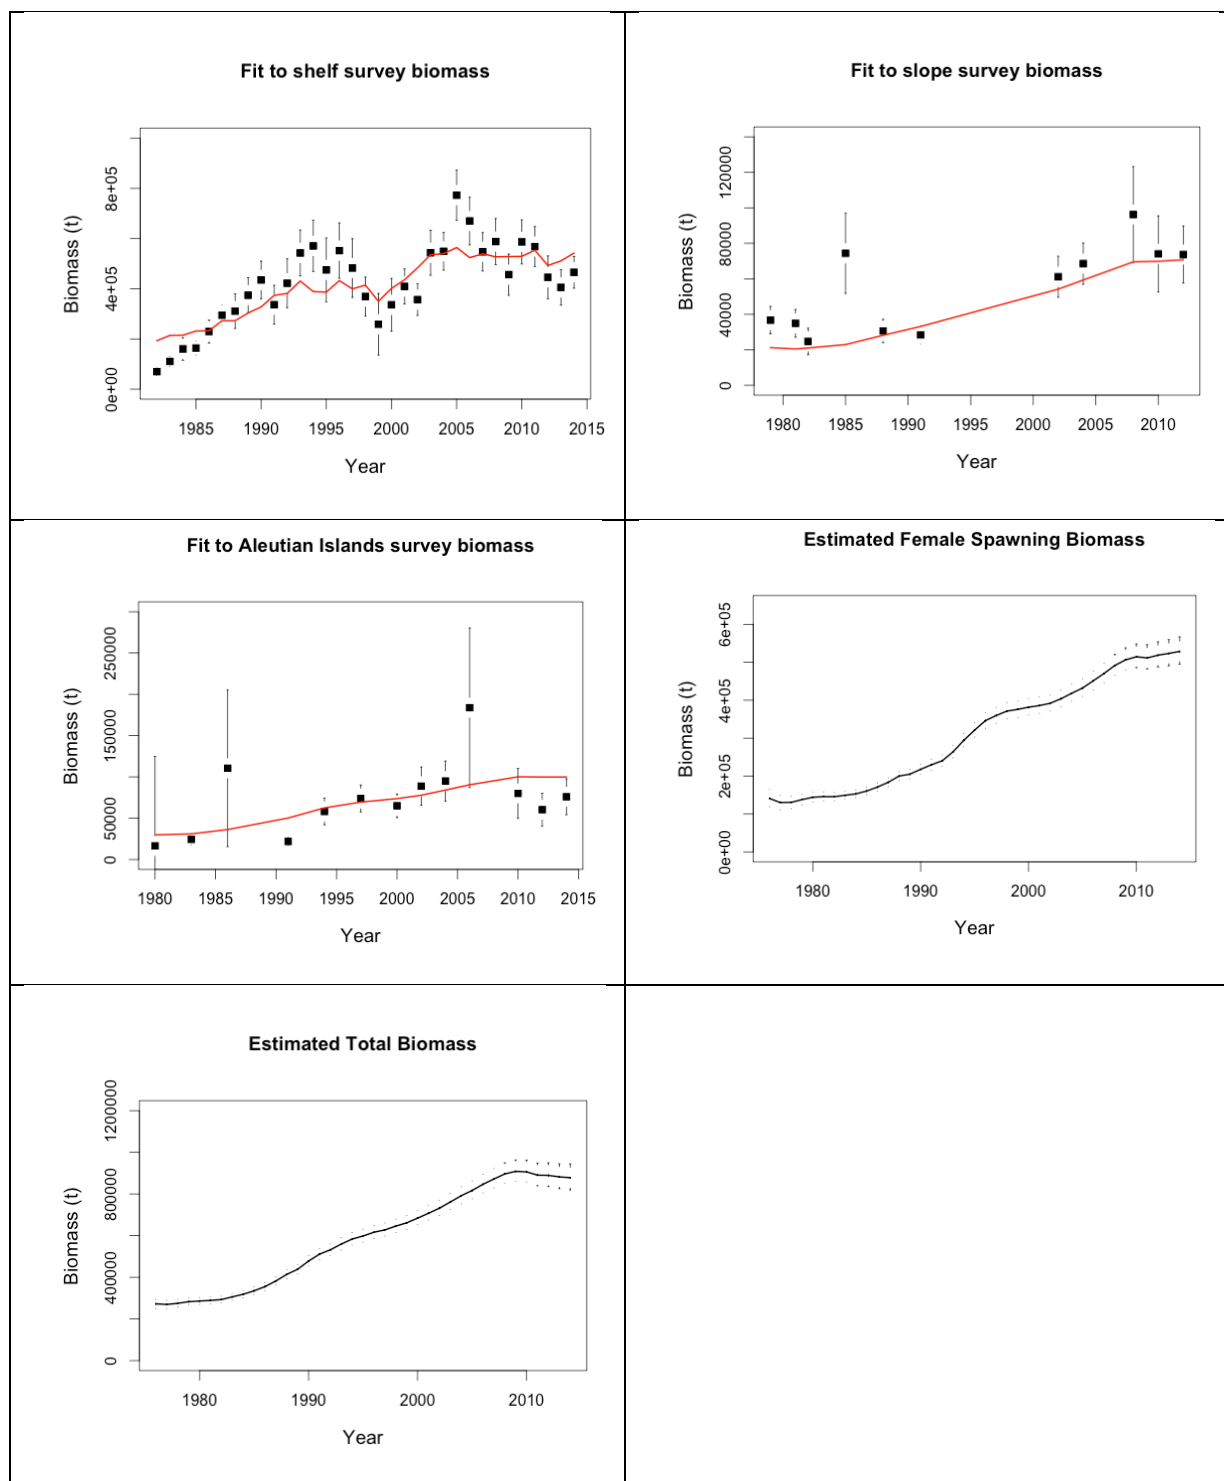 Fit to shelf survey biomass
Biomass (t)
0e+00 4e+05 8e+05
1985 1990 1995 2000 2005 2010 2015
Year
Fit to slope survey biomass
Biomass (t)
0 40000 80000 120000
1980 1985 1990 1995 2000 2005 2010
Year
Fit to Aleutian Islands survey biomass
Biomass (t)
0 50000 150000 250000
1980 1985 1990 1995 2000 2005 2010 2015
Year
Estimated Female Spawning Biomass
Biomass (t)
0e+00 2e+05 4e+05 6e+05
1980 1990 2000 2010
Year
Estimated Total Biomass
Biomass (t)
0 400000 800000 1200000
1980 1990 2000 2010
Year